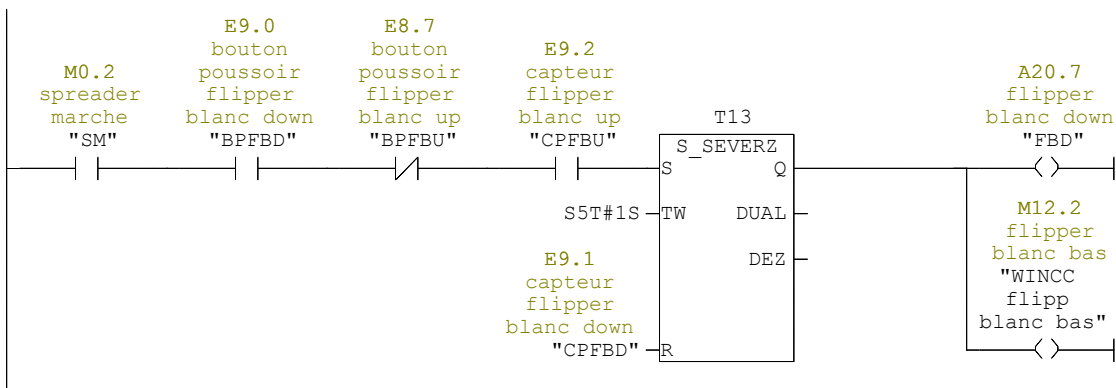 M0.2
spreader
marche
"SM"
E9.0
bouton
poussoir
flipper
blanc down
"BPFBD"
E8.7
bouton
poussoir
flipper
blanc up
"BPFBU"
E9.2
capteur
flipper
blanc up
"CPFBU"
T13
S_SEVERZ
S
Q
S5T#1S
TW
DUAL
DEZ
E9.1
capteur
flipper
blanc down
"CPFBD"
R
A20.7
flipper
blanc down
"FBD"
M12.2
flipper
blanc bas
"WINCC
flipp
blanc bas"